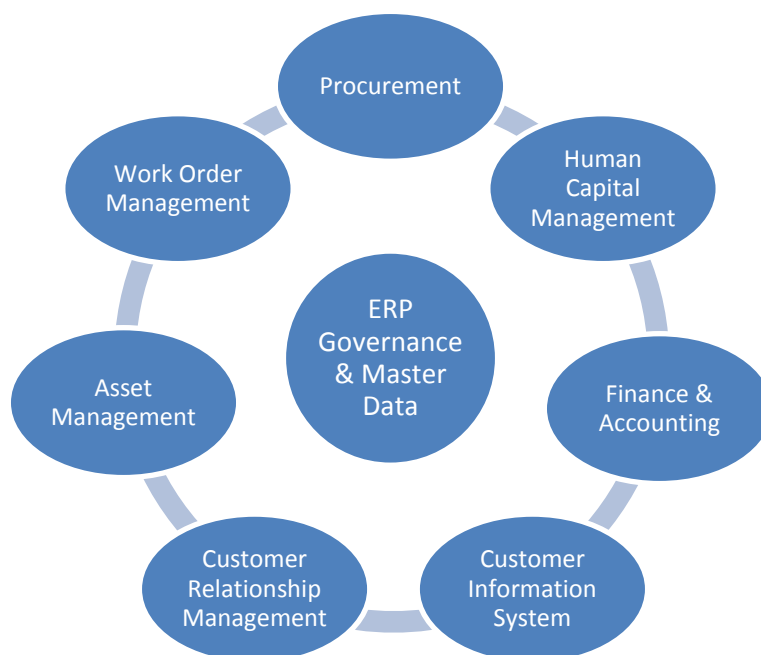 Procurement
Human
Capital
Management
Finance &
Accounting
Customer
Information
System
Customer
Relationship
Management
Asset
Management
Work Order
Management
ERP
Governance
& Master
Data